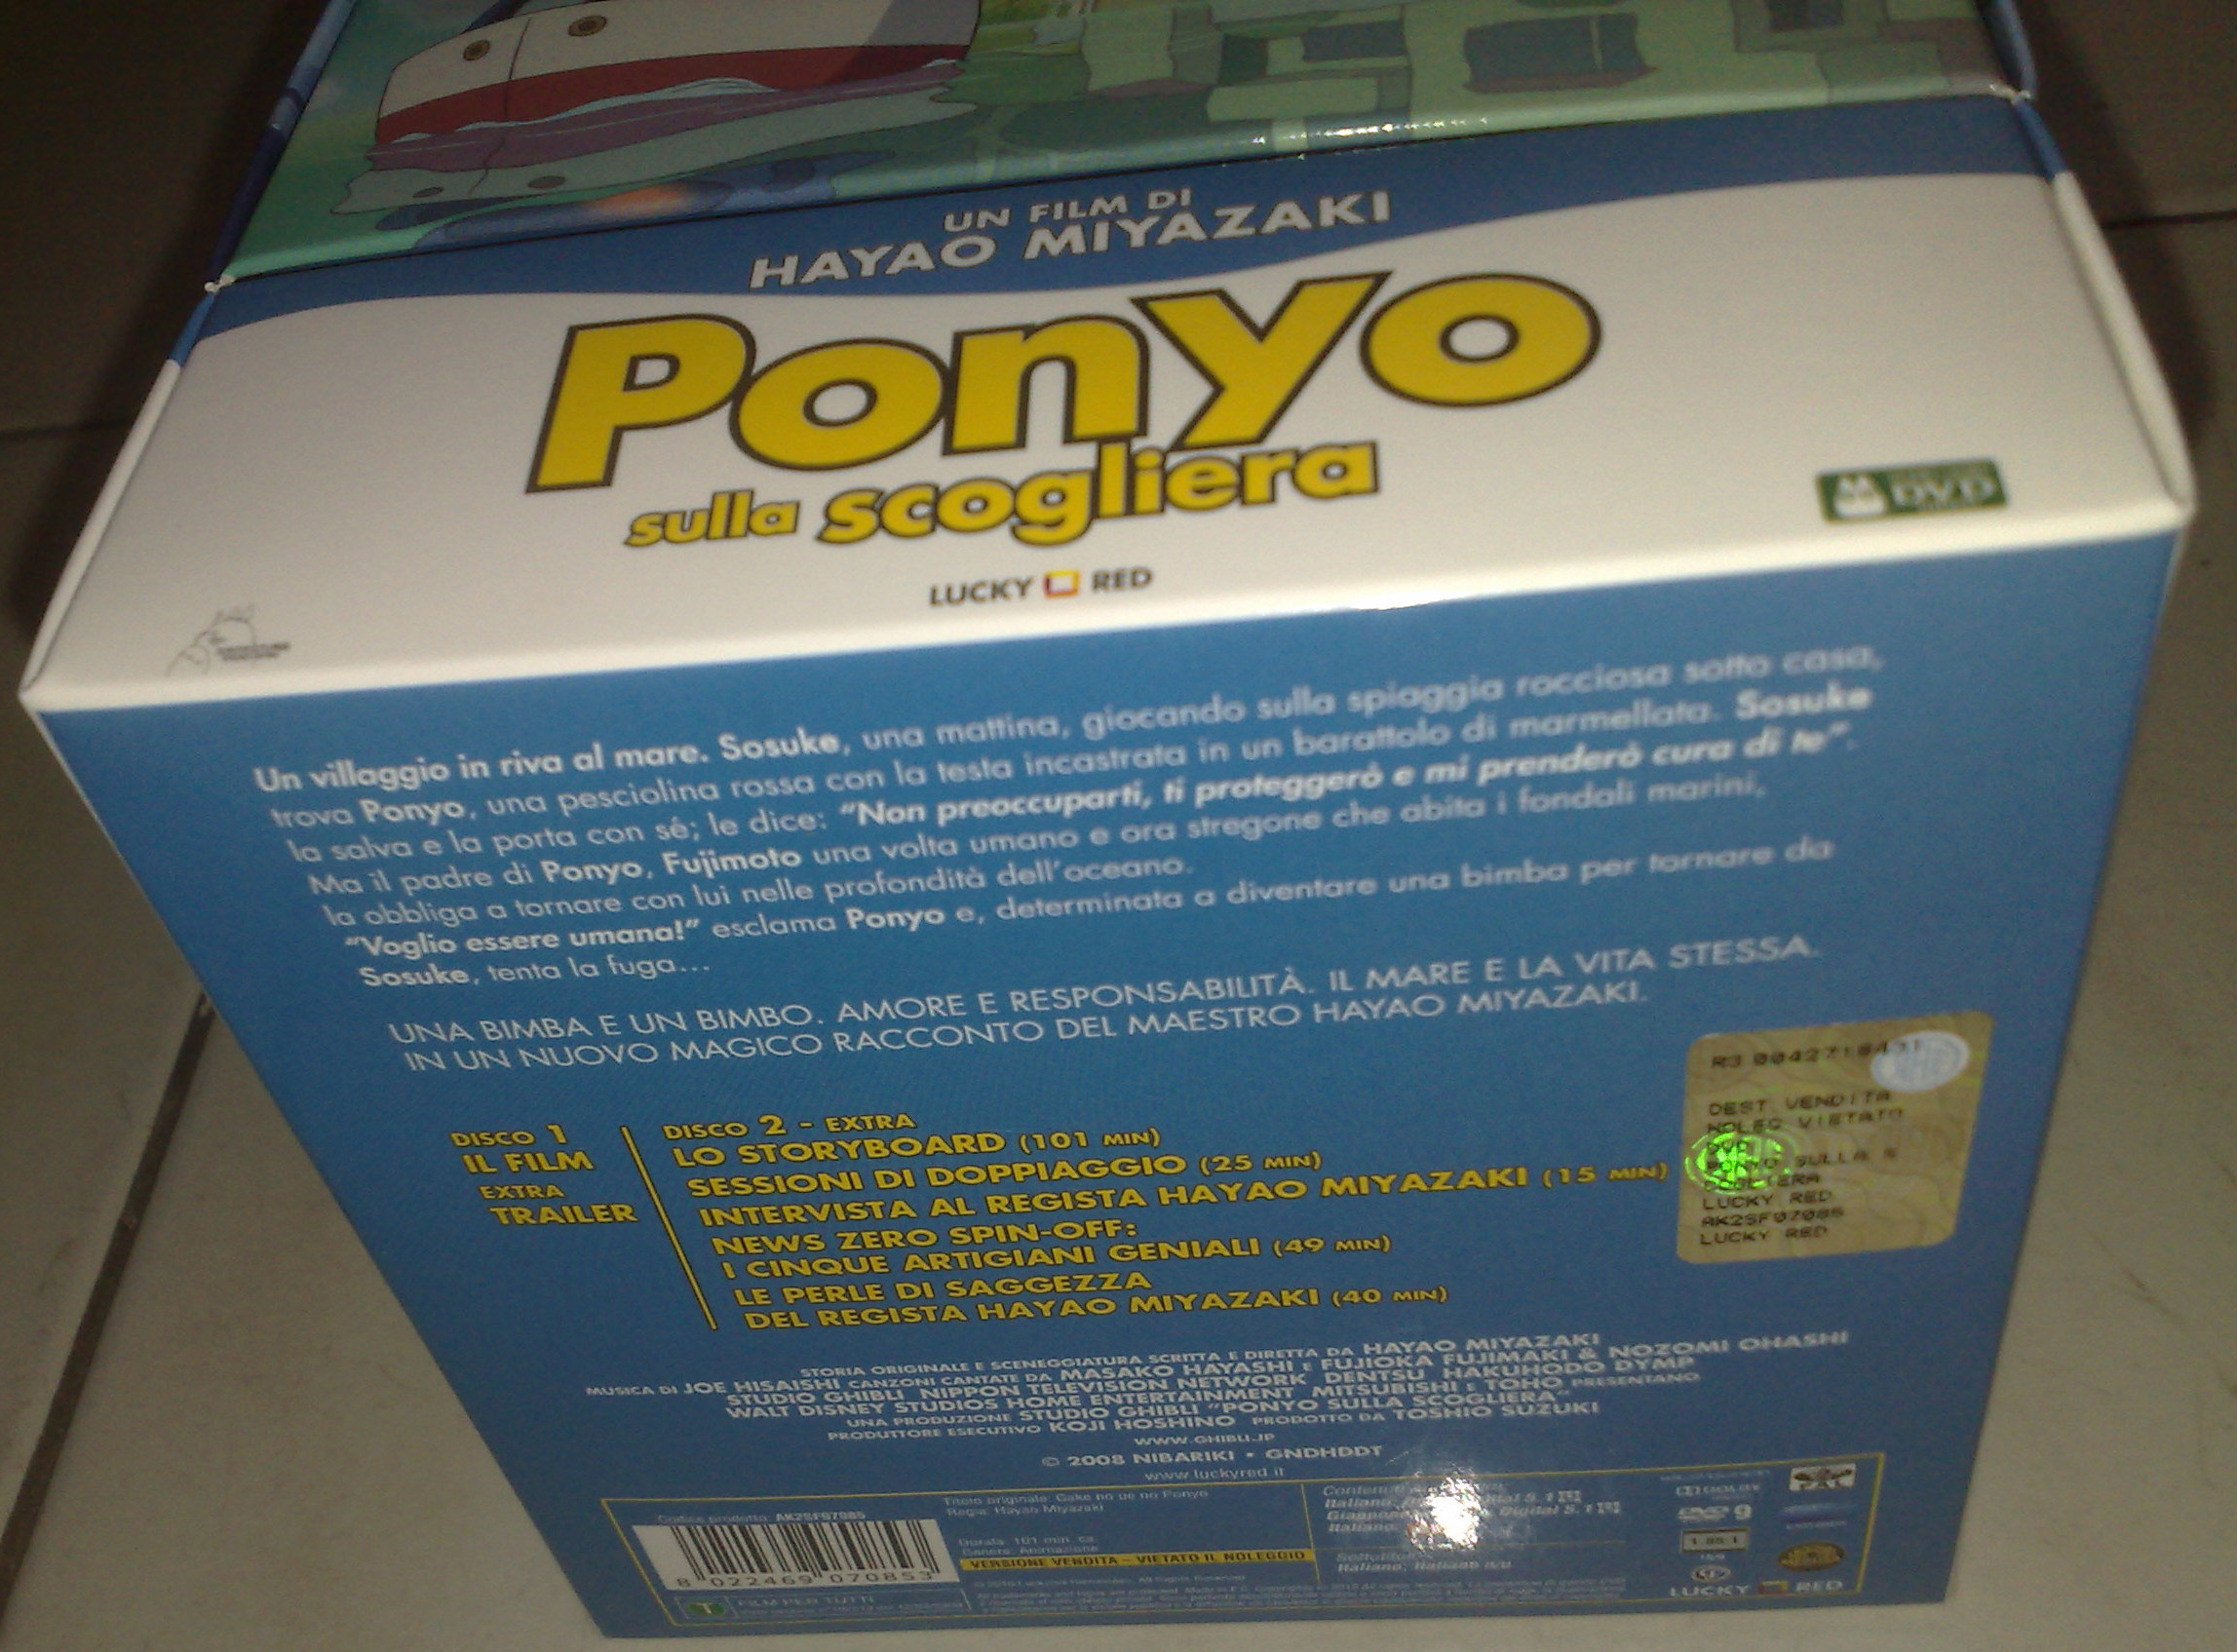 UN FILM DI
HAYAO MIYAZAKI
Ponyo
sulla scogliera
DVD
LUCKY RED
Un villaggio in riva al mare. Sosuke, una mattina, giocando sulla spiaggia rocciosa sotto casa,
trova Ponyo, una pesciolina rossa con la testa incastrata in un barattolo di marmellata. Sosuke
la salva e la porta con sé; le dice: "Non preoccuparti, ti proteggerò e mi prenderò cura di te".
Ma il padre di Ponyo, Fujimoto una volta umano e ora stregone che abita i fondali marini,
la obbliga a tornare con lui nelle profondità dell'oceano.
"Voglio essere umana!" esclama Ponyo e, determinata a diventare una bimba per tornare da
Sosuke, tenta la fuga...
UNA BIMBA E UN BIMBO. AMORE E RESPONSABILITÀ. IL MARE E LA VITA STESSA.
IN UN NUOVO MAGICO RACCONTO DEL MAESTRO HAYAO MIYAZAKI.
DISCO 1
IL FILM
EXTRA
TRAILER
DISCO 2 - EXTRA
LO STORYBOARD (101 MIN)
SESSIONI DI DOPPIAGGIO (25 MIN)
INTERVISTA AL REGISTA HAYAO MIYAZAKI (15 MIN)
NEWS ZERO SPIN-OFF:
I CINQUE ARTIGIANI GENIALI (49 MIN)
LE PERLE DI SAGGEZZA
DEL REGISTA HAYAO MIYAZAKI (40 MIN)
DEST VENDITA
NOLEG VIETATO
DVD
PONYO SULLA S
COGLIERA
LUCKY RED
AK2SF07085
LUCKY RED
STORIA ORIGINALE E SCENEGGIATURA SCRITTA E DIRETTA DA HAYAO MIYAZAKI
MUSICA DI JOE HISAISHI CANZONI CANTATE DA MASAKO HAYASHI E FUJIOKA FUJIMAKI & NOZOMI OHASHI
STUDIO GHIBLI NIPPON TELEVISION NETWORK DENTSU HAKUHODO DYMP
WALT DISNEY STUDIOS HOME ENTERTAINMENT MITSUBISHI E TOHO PRESENTANO
UNA PRODUZIONE STUDIO GHIBLI "PONYO SULLA SCOGLIERA"
PRODUTTORE ESECUTIVO KOJI HOSHINO PRODOTTO DA TOSHIO SUZUKI
WWW.GHIBLI.JP
© 2008 NIBARIKI • GNDHDDT
www.luckyred.it
Codice prodotto: AK2SF07085
8 022469 070853
Titolo originale: Gake no ue no Ponyo
Regia: Hayao Miyazaki
Durata: 101 min. ca.
Genere: Animazione
VERSIONE VENDITA - VIETATO IL NOLEGGIO
Italiano: Italiano n/u
T FILM PER TUTTI
DVD 9
1.85:1
16/9
LUCKY RED